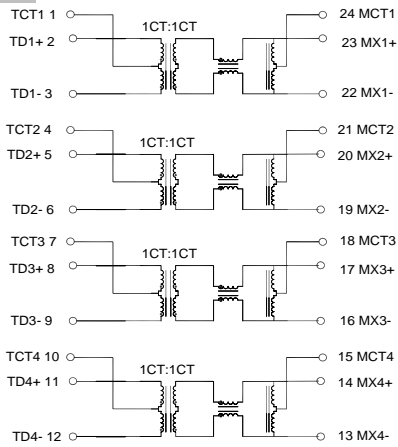 TCT1 1
1CT:1CT
24 MCT1
TD1+ 2
23 MX1+
TD1- 3
22 MX1-
TCT2 4
1CT:1CT
21 MCT2
TD2+ 5
20 MX2+
TD2- 6
19 MX2-
TCT3 7
1CT:1CT
18 MCT3
TD3+ 8
17 MX3+
TD3- 9
16 MX3-
TCT4 10
1CT:1CT
15 MCT4
TD4+ 11
14 MX4+
TD4- 12
13 MX4-